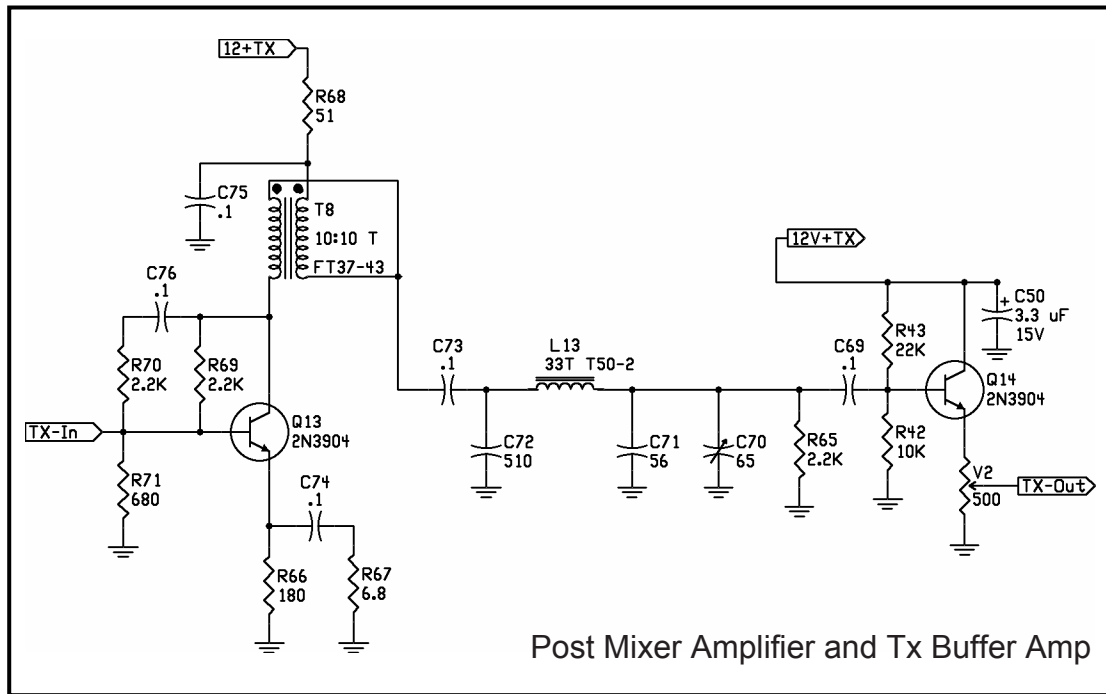 12+TX
R68
51
C75
.1
T8
10:10 T
FT37-43
C76
.1
R70
2.2K
R69
2.2K
TX-In
Q13
2N3904
R71
680
C74
.1
R66
180
R67
6.8
C73
.1
L13
33T T50-2
C72
510
C71
56
C70
65
R65
2.2K
C69
.1
12V+TX
R43
22K
+
C50
3.3 uF
15V
Q14
2N3904
R42
10K
V2
500
TX-Out
Post Mixer Amplifier and Tx Buffer Amp